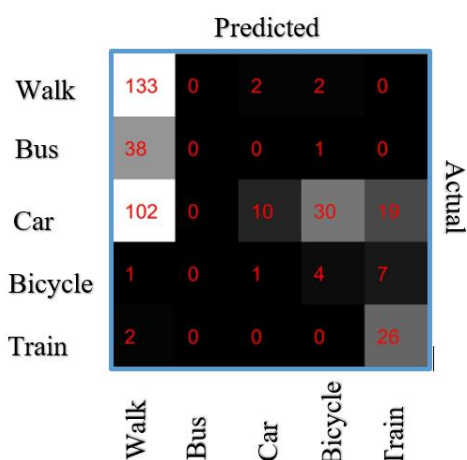 Predicted
Walk 133 0 2 2 0
Bus 38 0 0 1 0
Car 102 0 10 30 19
Bicycle 1 0 1 4 7
Train 2 0 0 0 26
Actual
Walk Bus Car Bicycle Train